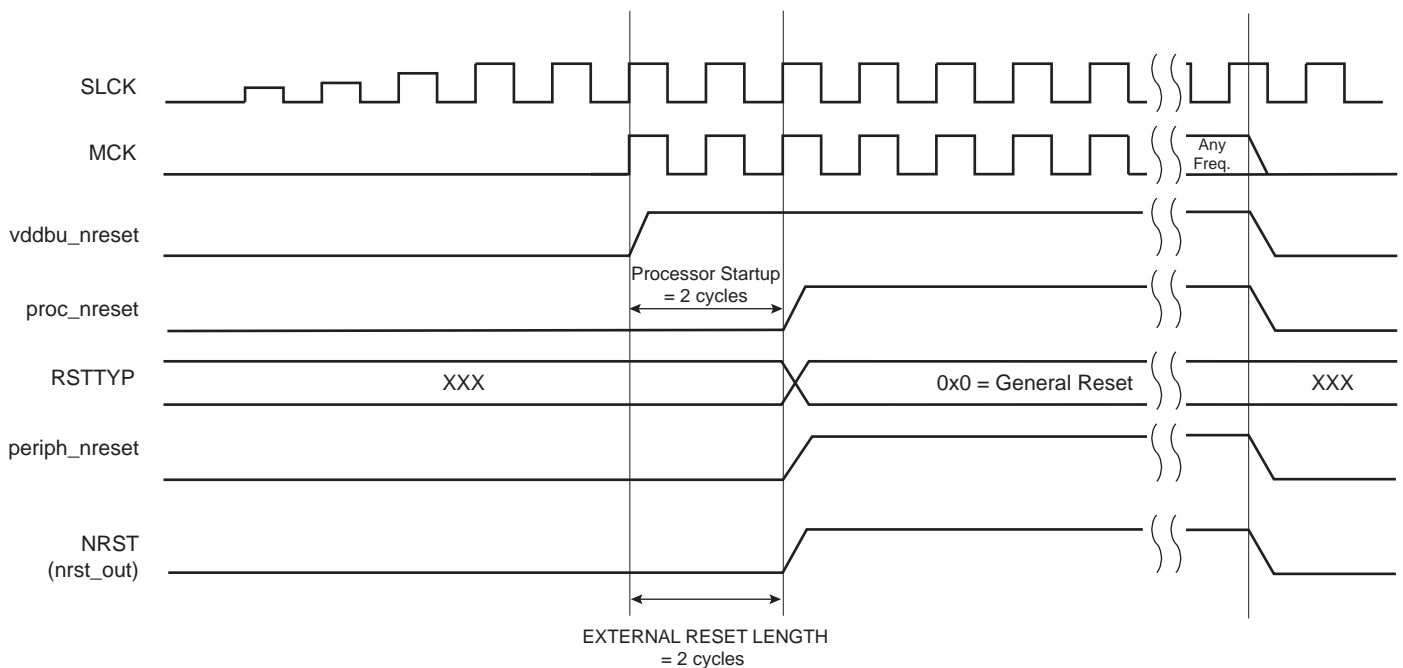 SLCK
MCK
Any
Freq.
vddbu_nreset
Processor Startup
= 2 cycles
proc_nreset
RSTTYP
XXX
0x0 = General Reset
XXX
periph_nreset
NRST
(nrst_out)
EXTERNAL RESET LENGTH
= 2 cycles